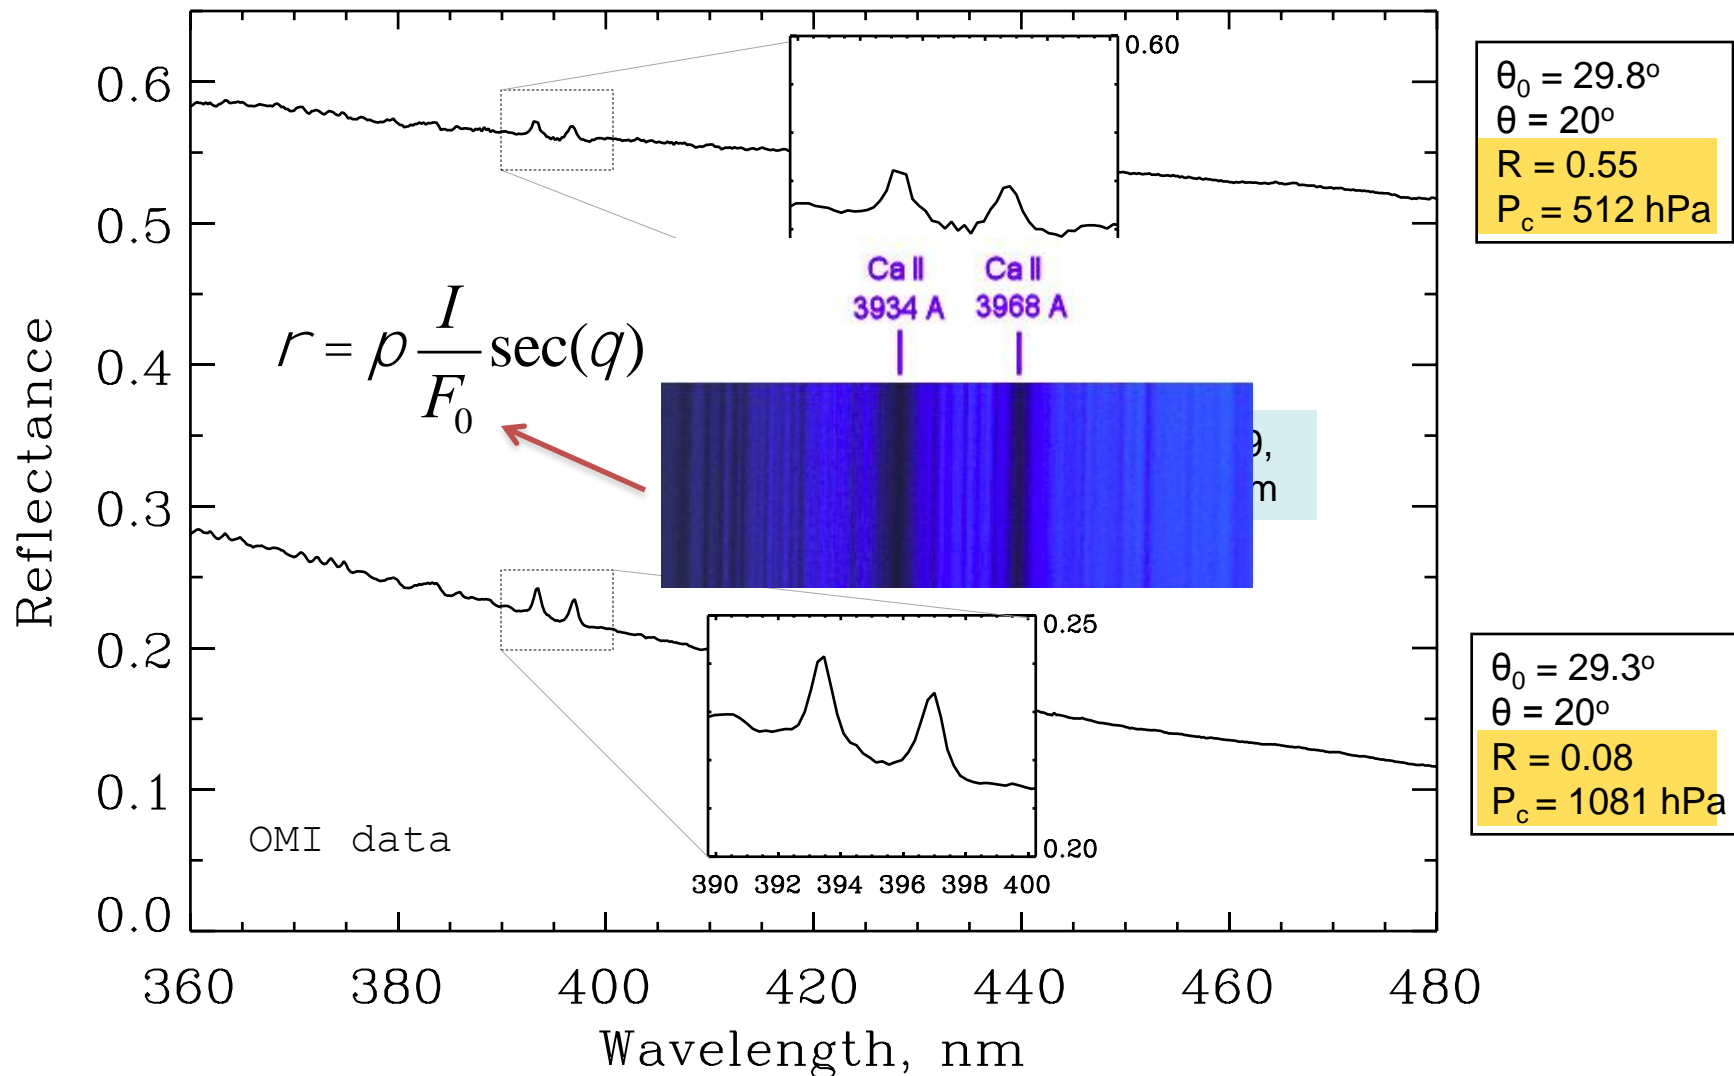 0.6
0.5
0.4
0.3
0.2
0.1
0.0
Reflectance
360 380 400 420 440 460 480
Wavelength, nm
OMI data
0.60
Ca II Ca II
3934 A 3968 A
r = p I/F₀ sec(q)
9,
m
0.25
0.20
390 392 394 396 398 400
θ₀ = 29.8º
θ = 20º
R = 0.55
P꜀ = 512 hPa
θ₀ = 29.3º
θ = 20º
R = 0.08
P꜀ = 1081 hPa